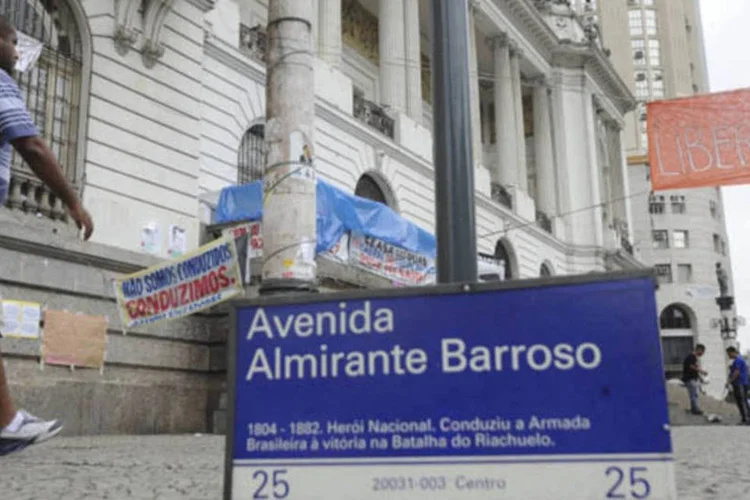 LIBER
NÃO SOMOS CONDUZIDOS
CONDUZIMOS.
Avenida
Almirante Barroso
1804 - 1882. Herói Nacional. Conduziu a Armada
Brasileira à vitória na Batalha do Riachuelo.
25 20031-003 Centro 25